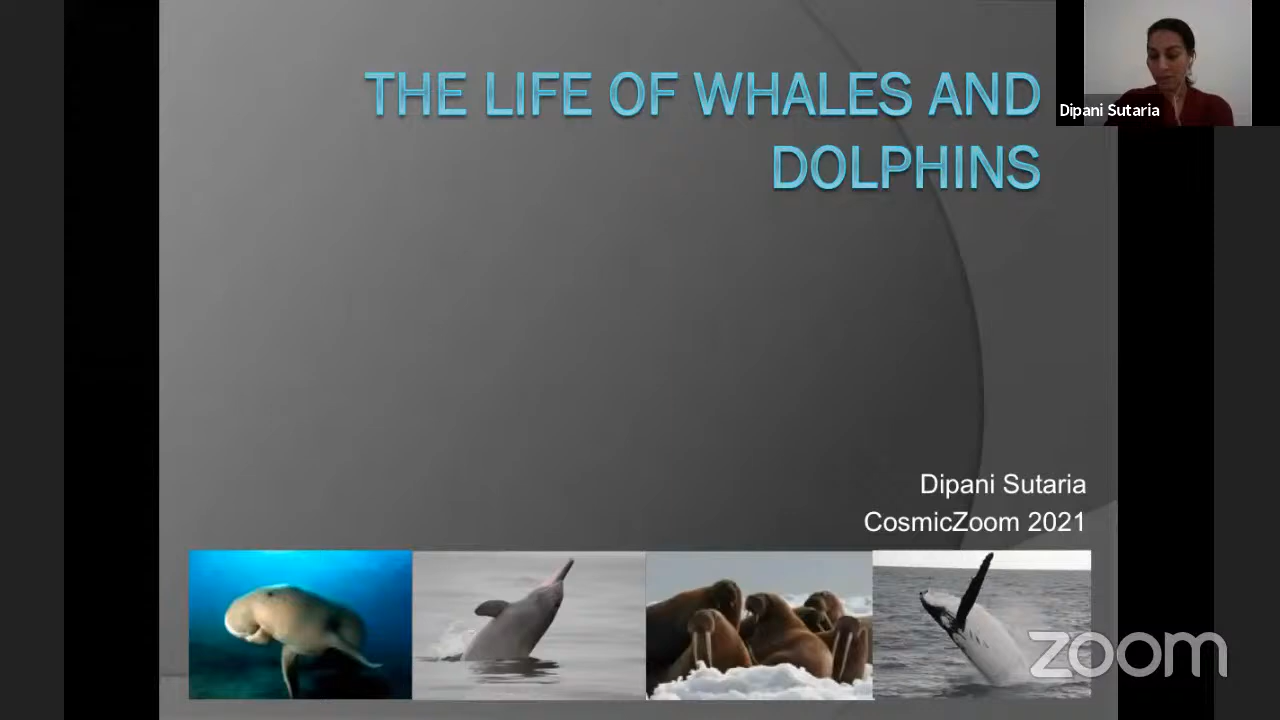 THE LIFE OF WHALES AND
DOLPHINS
Dipani Sutaria
Dipani Sutaria
CosmicZoom 2021
zoom